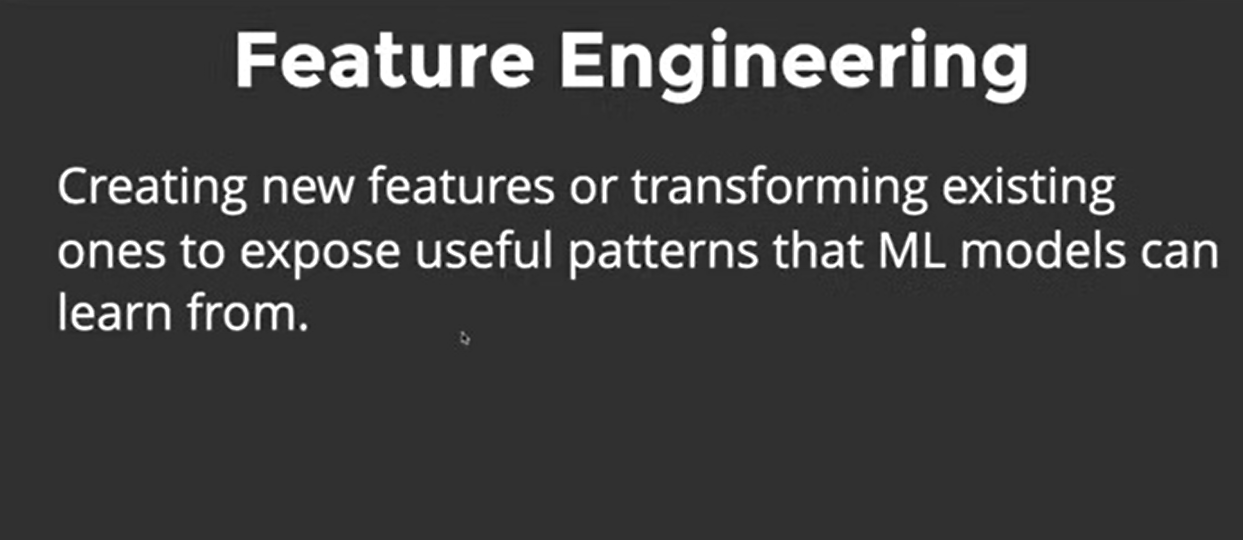 Feature Engineering
Creating new features or transforming existing
ones to expose useful patterns that ML models can
learn from.